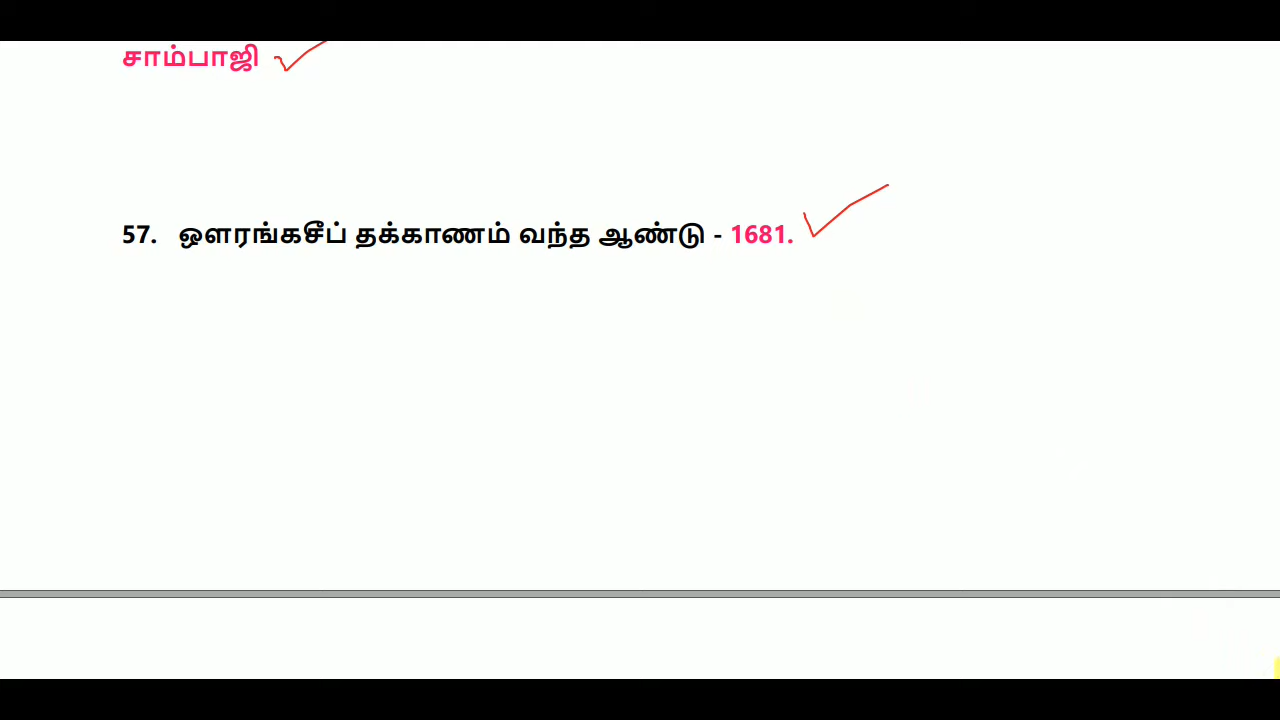 சாம்பாஜி
57. ஔரங்கசீப் தக்காணம் வந்த ஆண்டு - 1681.